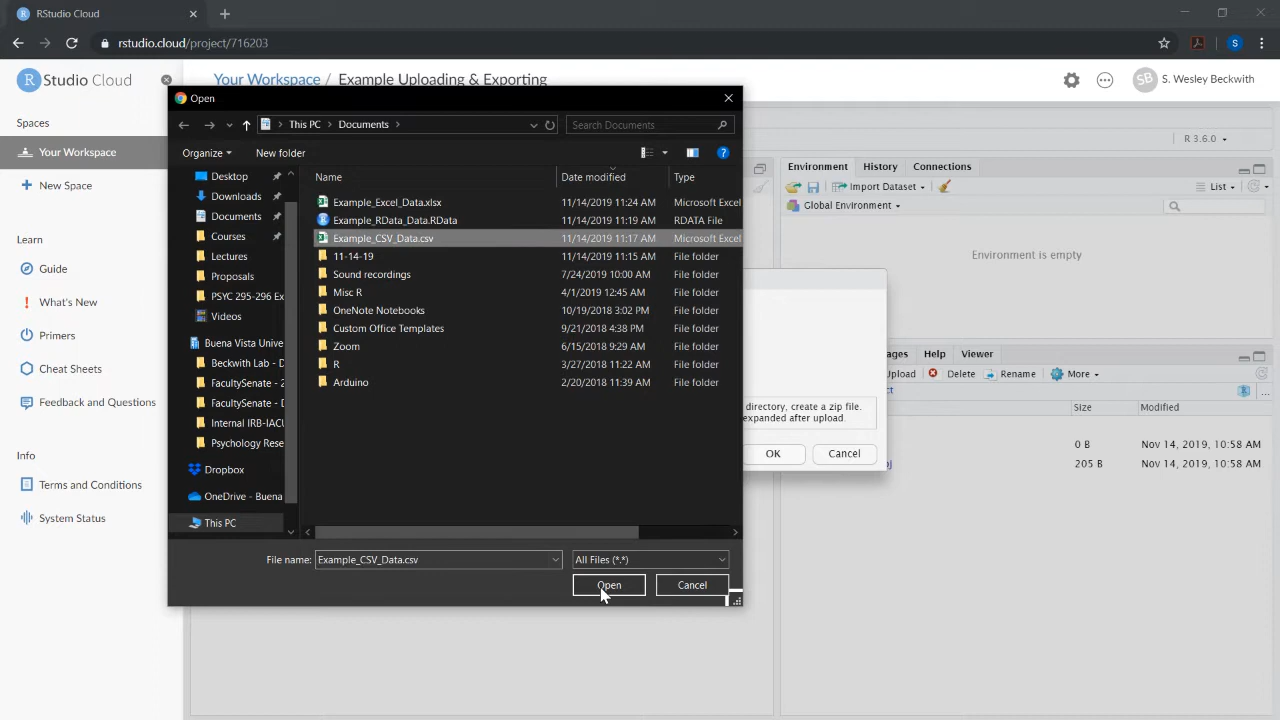 RStudio Cloud
rstudio.cloud/project/716203
S
R Studio Cloud
Your Workspace / Example Uploading & Exporting
SB S. Wesley Beckwith
Spaces
Your Workspace
New Space
Learn
Guide
What's New
Primers
Cheat Sheets
Feedback and Questions
Info
Terms and Conditions
System Status
Open
This PC > Documents >
Search Documents
Organize
New folder
Desktop
Downloads
Documents
Courses
Lectures
Proposals
PSYC 295-296 Ex
Videos
Buena Vista Unive
Beckwith Lab - D
FacultySenate - 2
FacultySenate - D
Internal IRB-IACU
Psychology Rese
Dropbox
OneDrive - Buena
This PC
Name Date modified Type
Example_Excel_Data.xlsx 11/14/2019 11:24 AM Microsoft Excel
Example_RData_Data.RData 11/14/2019 11:19 AM RDATA File
Example_CSV_Data.csv 11/14/2019 11:17 AM Microsoft Excel
11-14-19 11/14/2019 11:15 AM File folder
Sound recordings 7/24/2019 10:00 AM File folder
Misc R 4/1/2019 12:45 AM File folder
OneNote Notebooks 10/19/2018 3:02 PM File folder
Custom Office Templates 9/21/2018 4:38 PM File folder
Zoom 6/15/2018 9:29 AM File folder
R 3/27/2018 11:22 AM File folder
Arduino 2/20/2018 11:39 AM File folder
File name: Example_CSV_Data.csv All Files (*.*)
Open Cancel
directory, create a zip file.
expanded after upload.
OK Cancel
R 3.6.0
Environment History Connections
Import Dataset List
Global Environment
Environment is empty
ages Help Viewer
Upload Delete Rename More
ct
Size Modified
0 B Nov 14, 2019, 10:58 AM
oj 205 B Nov 14, 2019, 10:58 AM